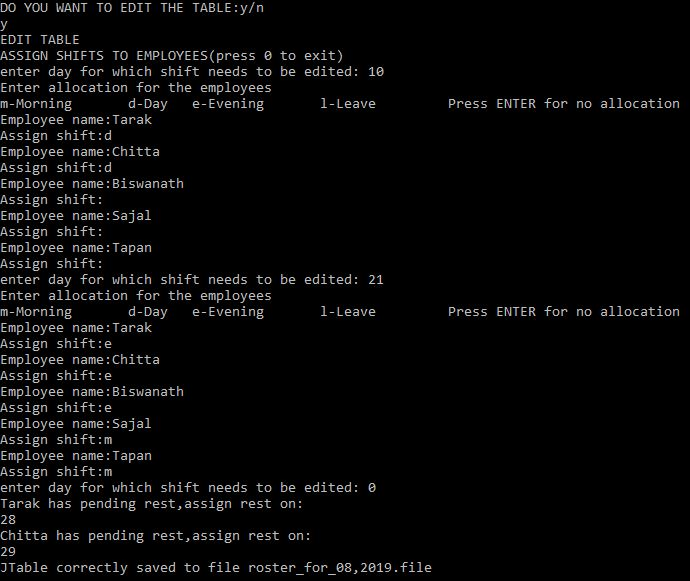 DO YOU WANT TO EDIT THE TABLE:y/n
y
EDIT TABLE
ASSIGN SHIFTS TO EMPLOYEES(press 0 to exit)
enter day for which shift needs to be edited: 10
Enter allocation for the employees
m-Morning       d-Day   e-Evening       l-Leave         Press ENTER for no allocation
Employee name:Tarak
Assign shift:d
Employee name:Chitta
Assign shift:d
Employee name:Biswanath
Assign shift:
Employee name:Sajal
Assign shift:
Employee name:Tapan
Assign shift:
enter day for which shift needs to be edited: 21
Enter allocation for the employees
m-Morning       d-Day   e-Evening       l-Leave         Press ENTER for no allocation
Employee name:Tarak
Assign shift:e
Employee name:Chitta
Assign shift:e
Employee name:Biswanath
Assign shift:e
Employee name:Sajal
Assign shift:m
Employee name:Tapan
Assign shift:m
enter day for which shift needs to be edited: 0
Tarak has pending rest,assign rest on:
28
Chitta has pending rest,assign rest on:
29
JTable correctly saved to file roster_for_08,2019.file